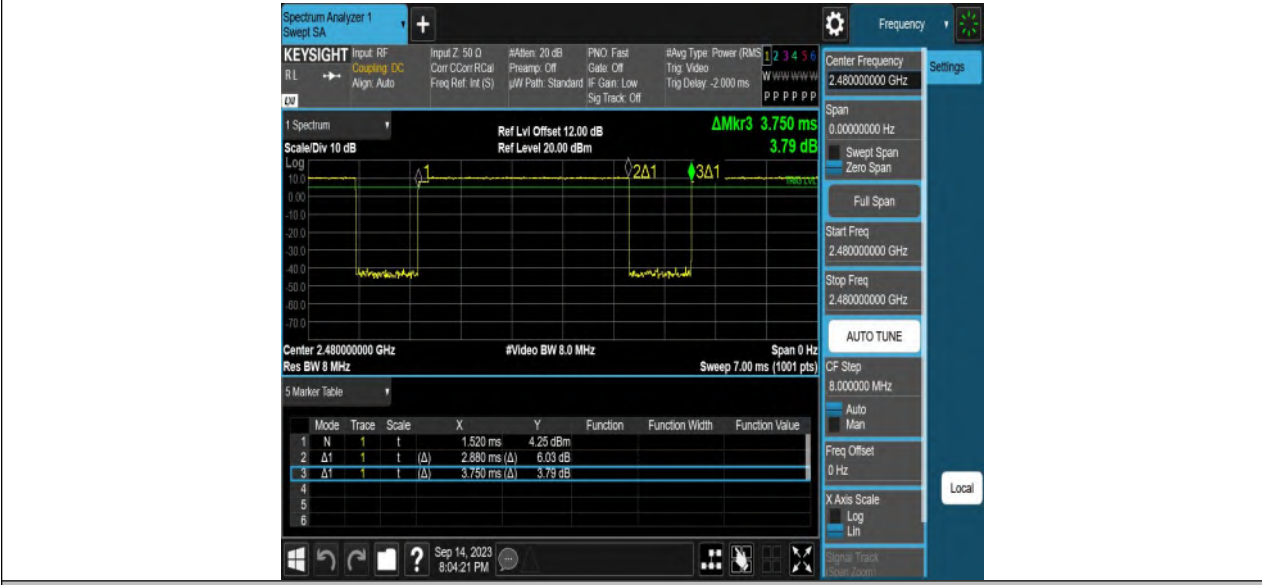 Spectrum Analyzer 1
Swept SA
+
Frequency
KEYSIGHT Input: RF Input Z: 50 Ω #Atten: 20 dB PNO: Fast #Avg Type: Power (RMS 1 2 3 4 5 6
RL Coupling: DC Corr CCorr RCal Preamp: Off Gate: Off Trig: Video W W W W W W
Align: Auto Freq Ref: Int (S) µW Path: Standard IF Gain: Low Trig Delay: -2.000 ms
LXI Sig Track: Off P P P P P P
1 Spectrum
Scale/Div 10 dB
Ref Lvl Offset 12.00 dB
Ref Level 20.00 dBm
ΔMkr3 3.750 ms
3.79 dB
Log
10.0
0.00
-10.0
-20.0
-30.0
-40.0
-50.0
-60.0
-70.0
1
2Δ1
3Δ1
TRIG LVL
Center 2.480000000 GHz #Video BW 8.0 MHz Span 0 Hz
Res BW 8 MHz Sweep 7.00 ms (1001 pts)
5 Marker Table
Mode Trace Scale X Y Function Function Width Function Value
1 N 1 t 1.520 ms 4.25 dBm
2 Δ1 1 t (Δ) 2.880 ms (Δ) 6.03 dB
3 Δ1 1 t (Δ) 3.750 ms (Δ) 3.79 dB
4
5
6
?
Sep 14, 2023
8:04:21 PM
Center Frequency
2.480000000 GHz
Settings
Span
0.00000000 Hz
Swept Span
Zero Span
Full Span
Start Freq
2.480000000 GHz
Stop Freq
2.480000000 GHz
AUTO TUNE
CF Step
8.000000 MHz
Auto
Man
Freq Offset
0 Hz
X Axis Scale
Log
Lin
Signal Track
(Span Zoom)
Local